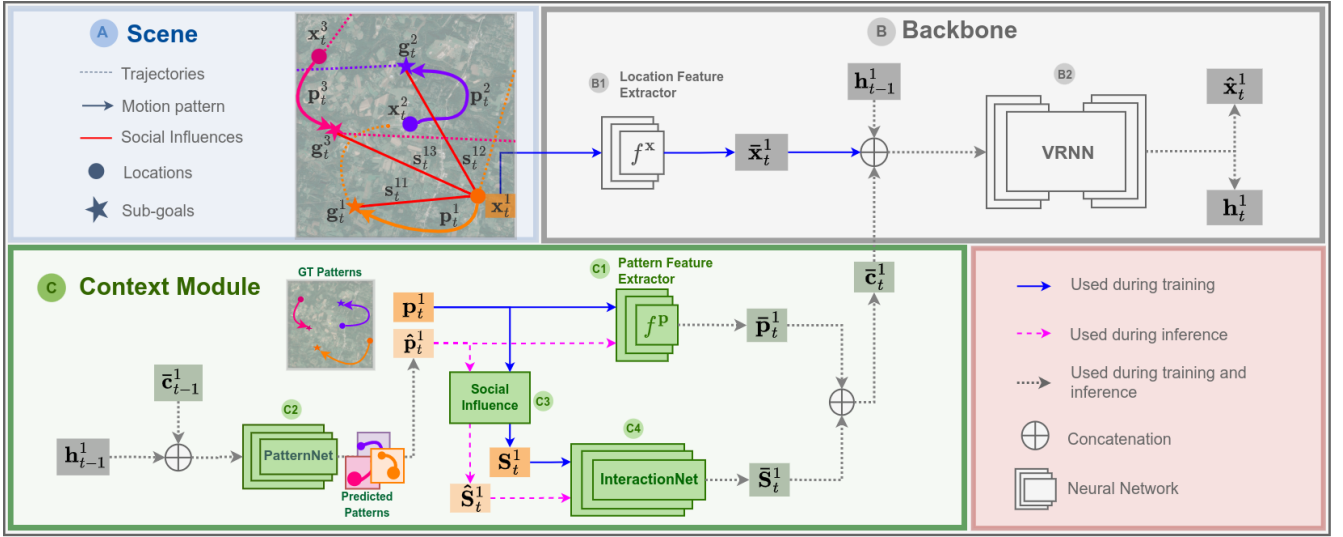 A Scene
Trajectories
Motion pattern
Social Influences
Locations
Sub-goals
x_t^3
g_t^2
p_t^3
x_t^2
p_t^2
g_t^3
s_t^13
s_t^12
s_t^11
g_t^1
p_t^1
x_t^1
B Backbone
B1 Location Feature
Extractor
f^x
x̄_t^1
h_{t-1}^1
B2
VRNN
x̂_t^1
h_t^1
C Context Module
GT Patterns
c̄_{t-1}^1
h_{t-1}^1
C2
PatternNet
Predicted
Patterns
p_t^1
p̂_t^1
C1 Pattern Feature
Extractor
f^p
p̄_t^1
Social
Influence
C3
S_t^1
Ŝ_t^1
C4
InteractionNet
S̄_t^1
c̄_t^1
Used during training
Used during inference
Used during training and
inference
Concatenation
Neural Network